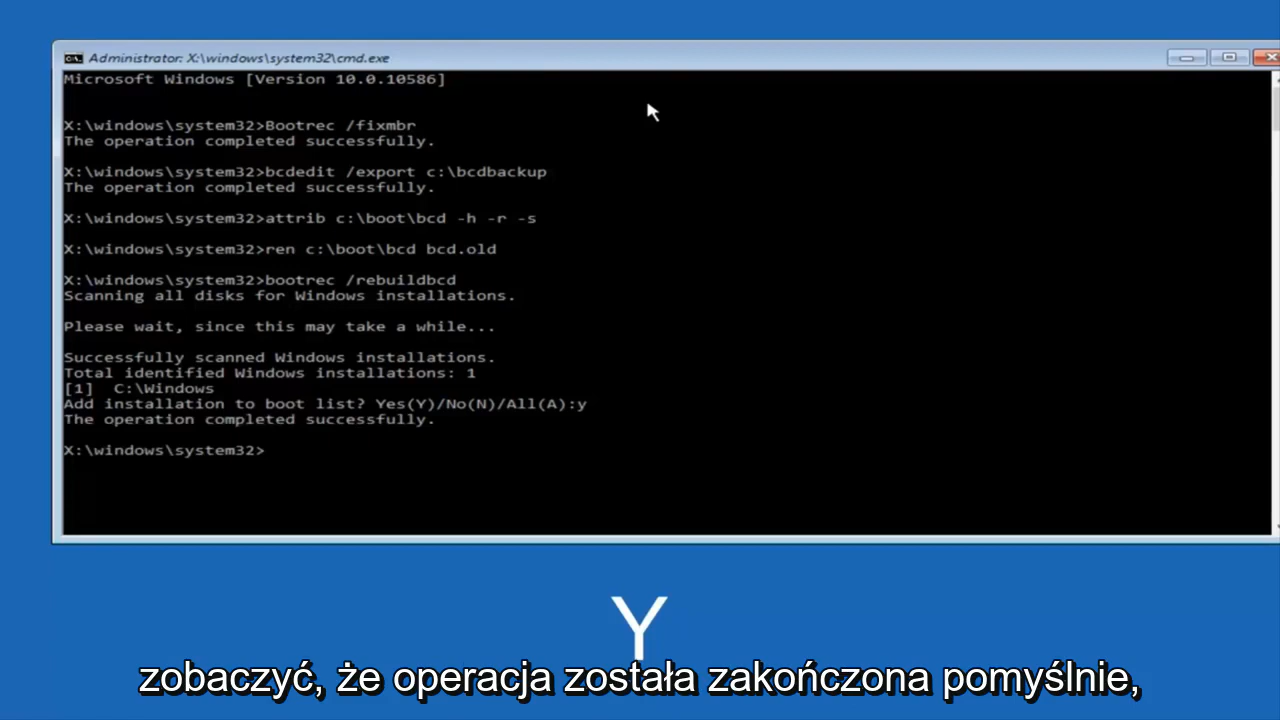 Administrator: X:\windows\system32\cmd.exe
Microsoft Windows [Version 10.0.10586]
X:\windows\system32>Bootrec /fixmbr
The operation completed successfully.
X:\windows\system32>bcdedit /export c:\bcdbackup
The operation completed successfully.
X:\windows\system32>attrib c:\boot\bcd -h -r -s
X:\windows\system32>ren c:\boot\bcd bcd.old
X:\windows\system32>bootrec /rebuildbcd
Scanning all disks for Windows installations.
Please wait, since this may take a while...
Successfully scanned Windows installations.
Total identified Windows installations: 1
[1]  C:\Windows
Add installation to boot list? Yes(Y)/No(N)/All(A):y
The operation completed successfully.
X:\windows\system32>
Y
zobaczyć, że operacja została zakończona pomyślnie,